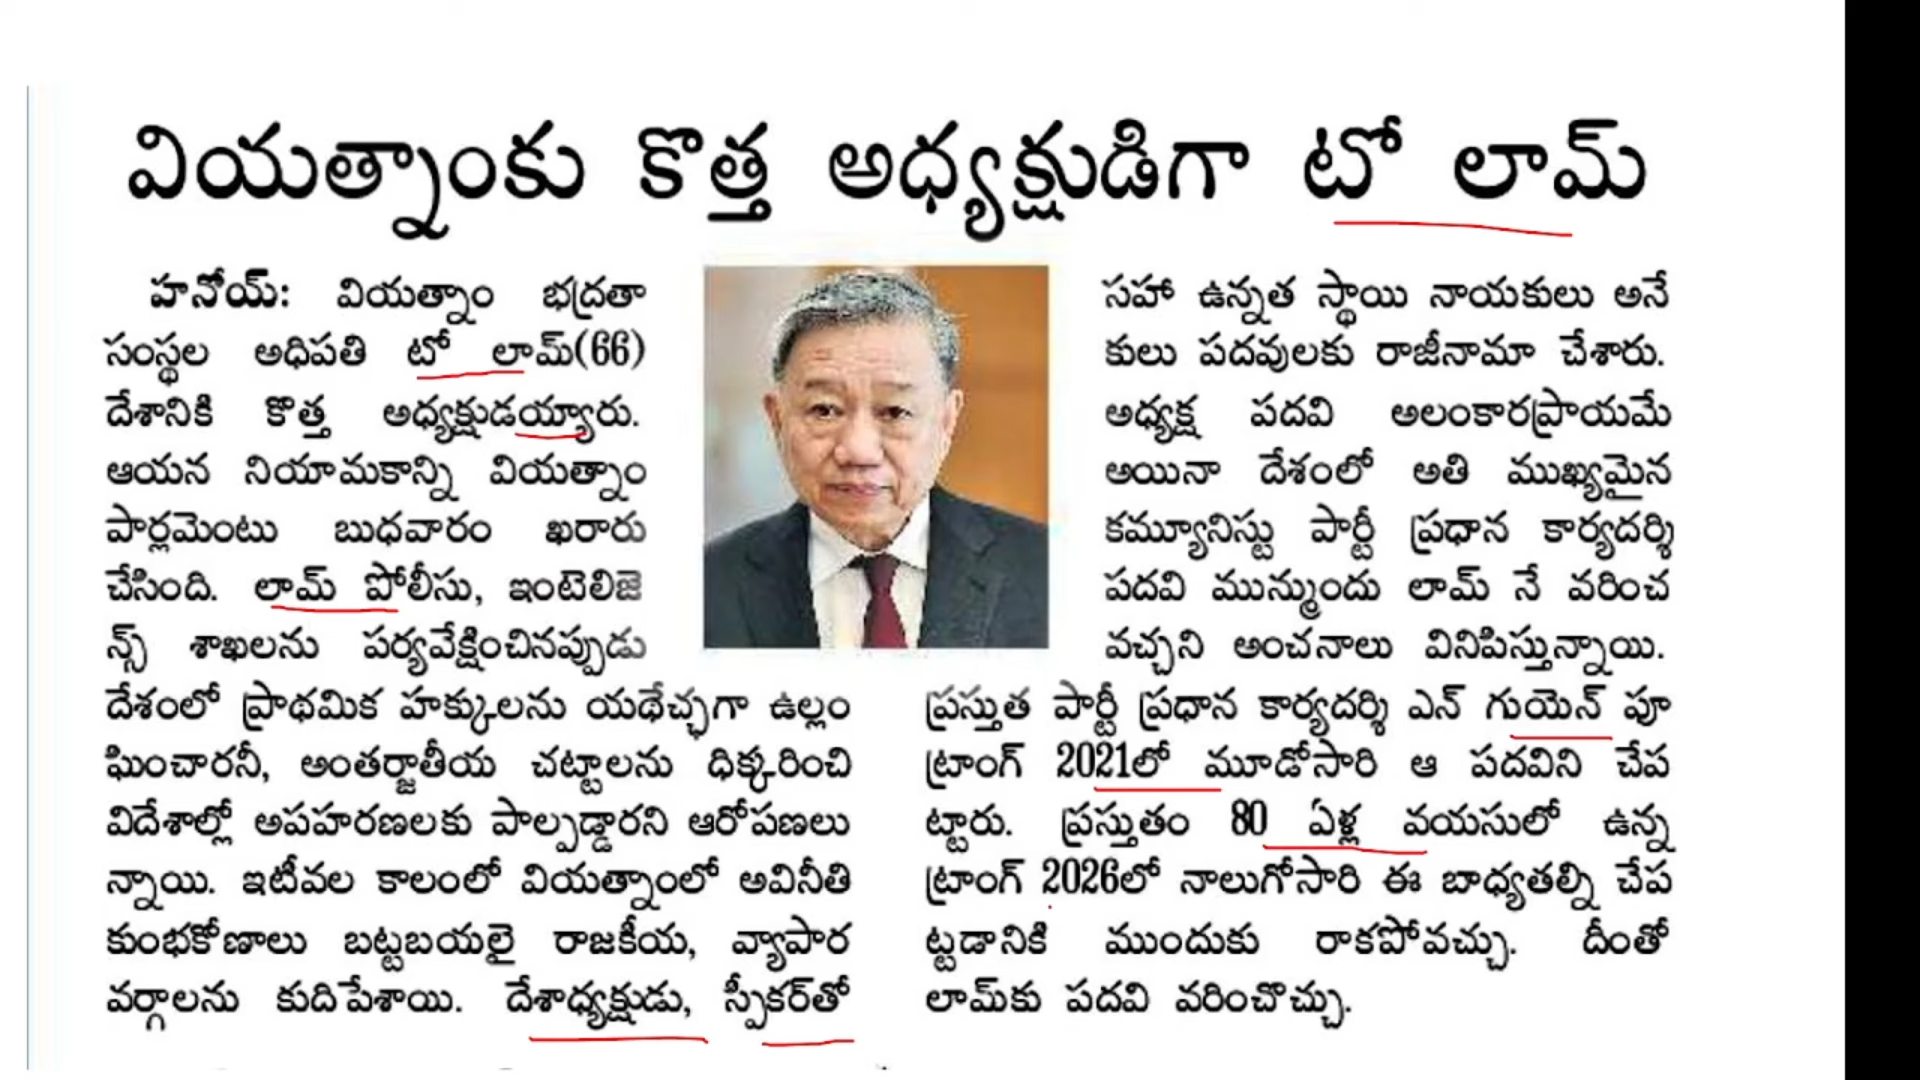 వియత్నాంకు కొత్త అధ్యక్షుడిగా టో లామ్
హనోయ్: వియత్నాం భద్రతా
సంస్థల అధిపతి టో లామ్(66)
దేశానికి కొత్త అధ్యక్షుడయ్యారు.
ఆయన నియామకాన్ని వియత్నాం
పార్లమెంటు బుధవారం ఖరారు
చేసింది. లామ్ పోలీసు, ఇంటెలిజె
న్స్ శాఖలను పర్యవేక్షించినప్పుడు
దేశంలో ప్రాథమిక హక్కులను యథేచ్ఛగా ఉల్లం
ఘించారనీ, అంతర్జాతీయ చట్టాలను ధిక్కరించి
విదేశాల్లో అపహరణలకు పాల్పడ్డారని ఆరోపణలు
న్నాయి. ఇటీవల కాలంలో వియత్నాంలో అవినీతి
కుంభకోణాలు బట్టబయలై రాజకీయ, వ్యాపార
వర్గాలను కుదిపేశాయి. దేశాధ్యక్షుడు, స్పీకర్‌తో
సహా ఉన్నత స్థాయి నాయకులు అనే
కులు పదవులకు రాజీనామా చేశారు.
అధ్యక్ష పదవి అలంకారప్రాయమే
అయినా దేశంలో అతి ముఖ్యమైన
కమ్యూనిస్టు పార్టీ ప్రధాన కార్యదర్శి
పదవి మున్ముందు లామ్ నే వరించ
వచ్చని అంచనాలు వినిపిస్తున్నాయి.
ప్రస్తుత పార్టీ ప్రధాన కార్యదర్శి ఎన్ గుయెన్ ఫూ
ట్రాంగ్ 2021లో మూడోసారి ఆ పదవిని చేప
ట్టారు. ప్రస్తుతం 80 ఏళ్ల వయసులో ఉన్న
ట్రాంగ్ 2026లో నాలుగోసారి ఈ బాధ్యతల్ని చేప
ట్టడానికి ముందుకు రాకపోవచ్చు. దీంతో
లామ్‌కు పదవి వరించొచ్చు.